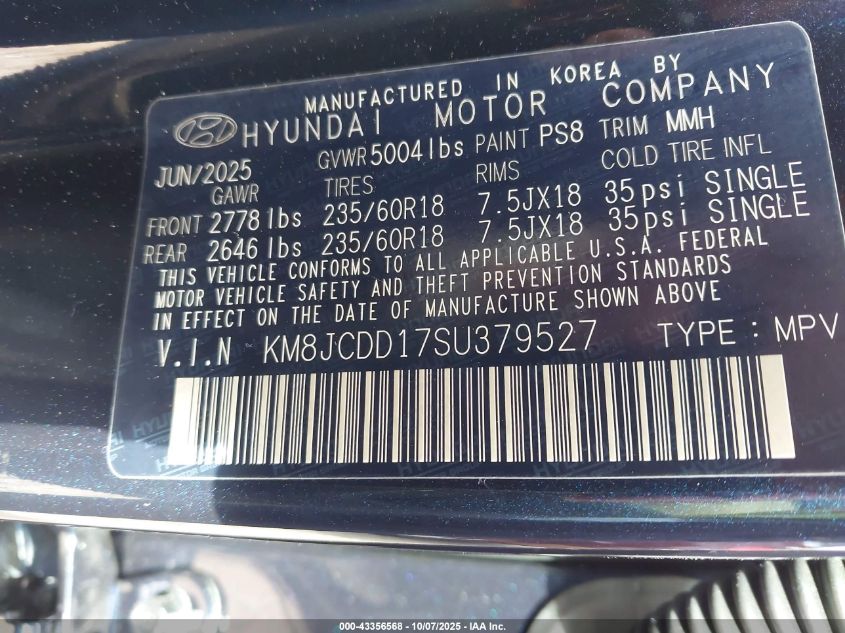 MANUFACTURED IN KOREA BY
HYUNDAI MOTOR COMPANY
JUN/2025 GVWR 5004 lbs PAINT PS8 TRIM MMH
GAWR TIRES RIMS COLD TIRE INFL
FRONT 2778 lbs 235/60R18 7.5JX18 35psi SINGLE
REAR 2646 lbs 235/60R18 7.5JX18 35psi SINGLE
THIS VEHICLE CONFORMS TO ALL APPLICABLE U.S.A. FEDERAL
MOTOR VEHICLE SAFETY AND THEFT PREVENTION STANDARDS
IN EFFECT ON THE DATE OF MANUFACTURE SHOWN ABOVE
V.I.N KM8JCDD17SU379527 TYPE : MPV
000-43356568 - 10/07/2025 - IAA Inc.